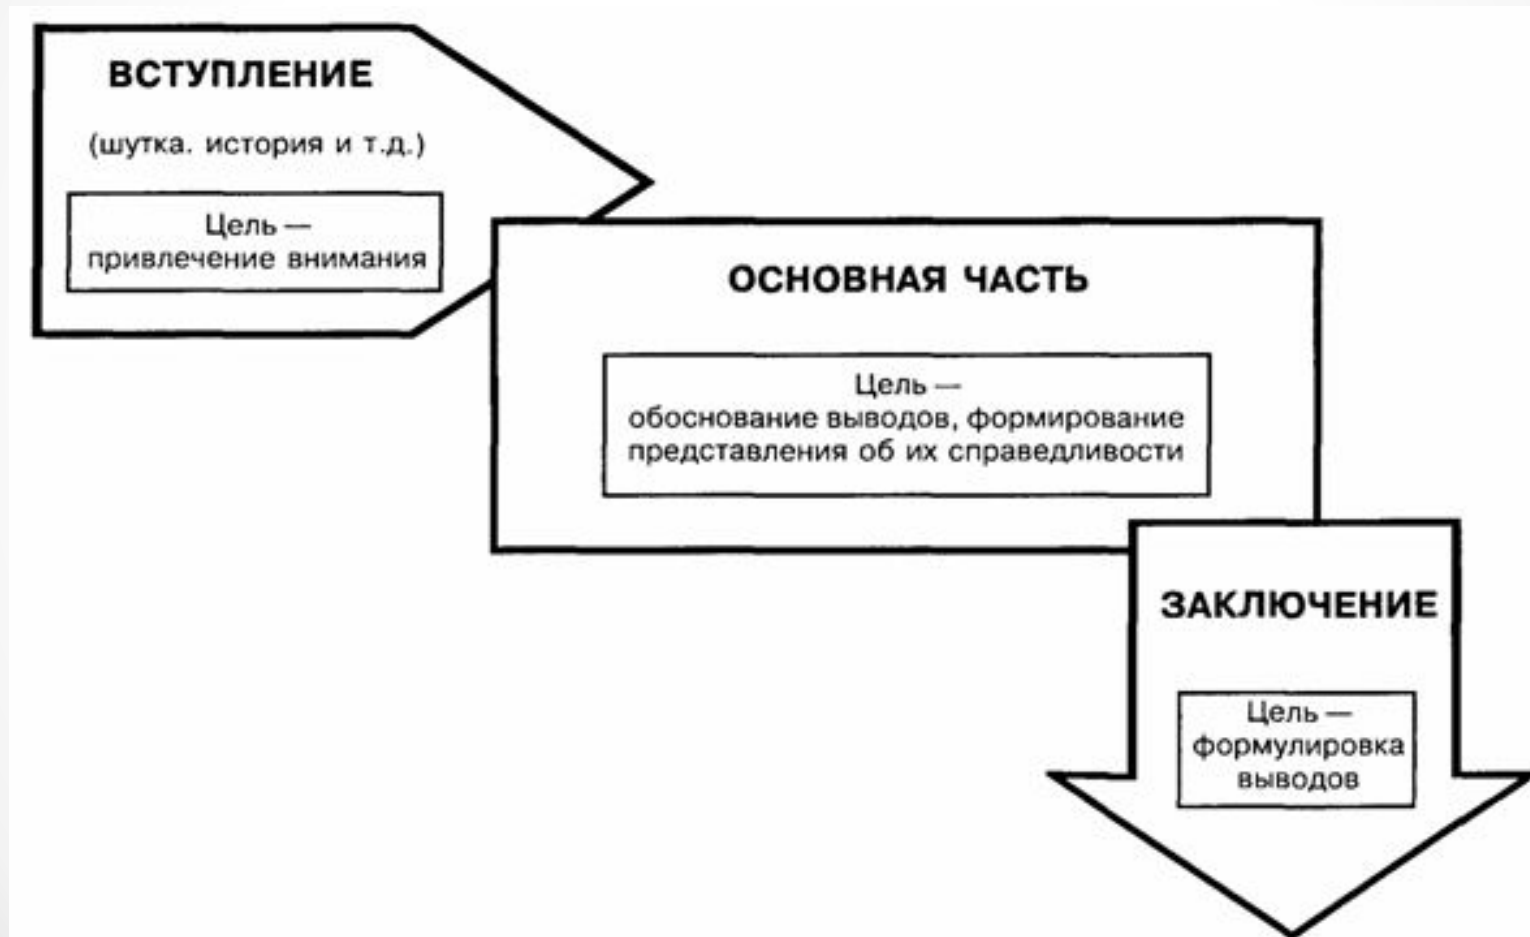 ВСТУПЛЕНИЕ
(шутка. история и т.д.)
Цель —
привлечение внимания
ОСНОВНАЯ ЧАСТЬ
Цель —
обоснование выводов, формирование
представления об их справедливости
ЗАКЛЮЧЕНИЕ
Цель —
формулировка
выводов